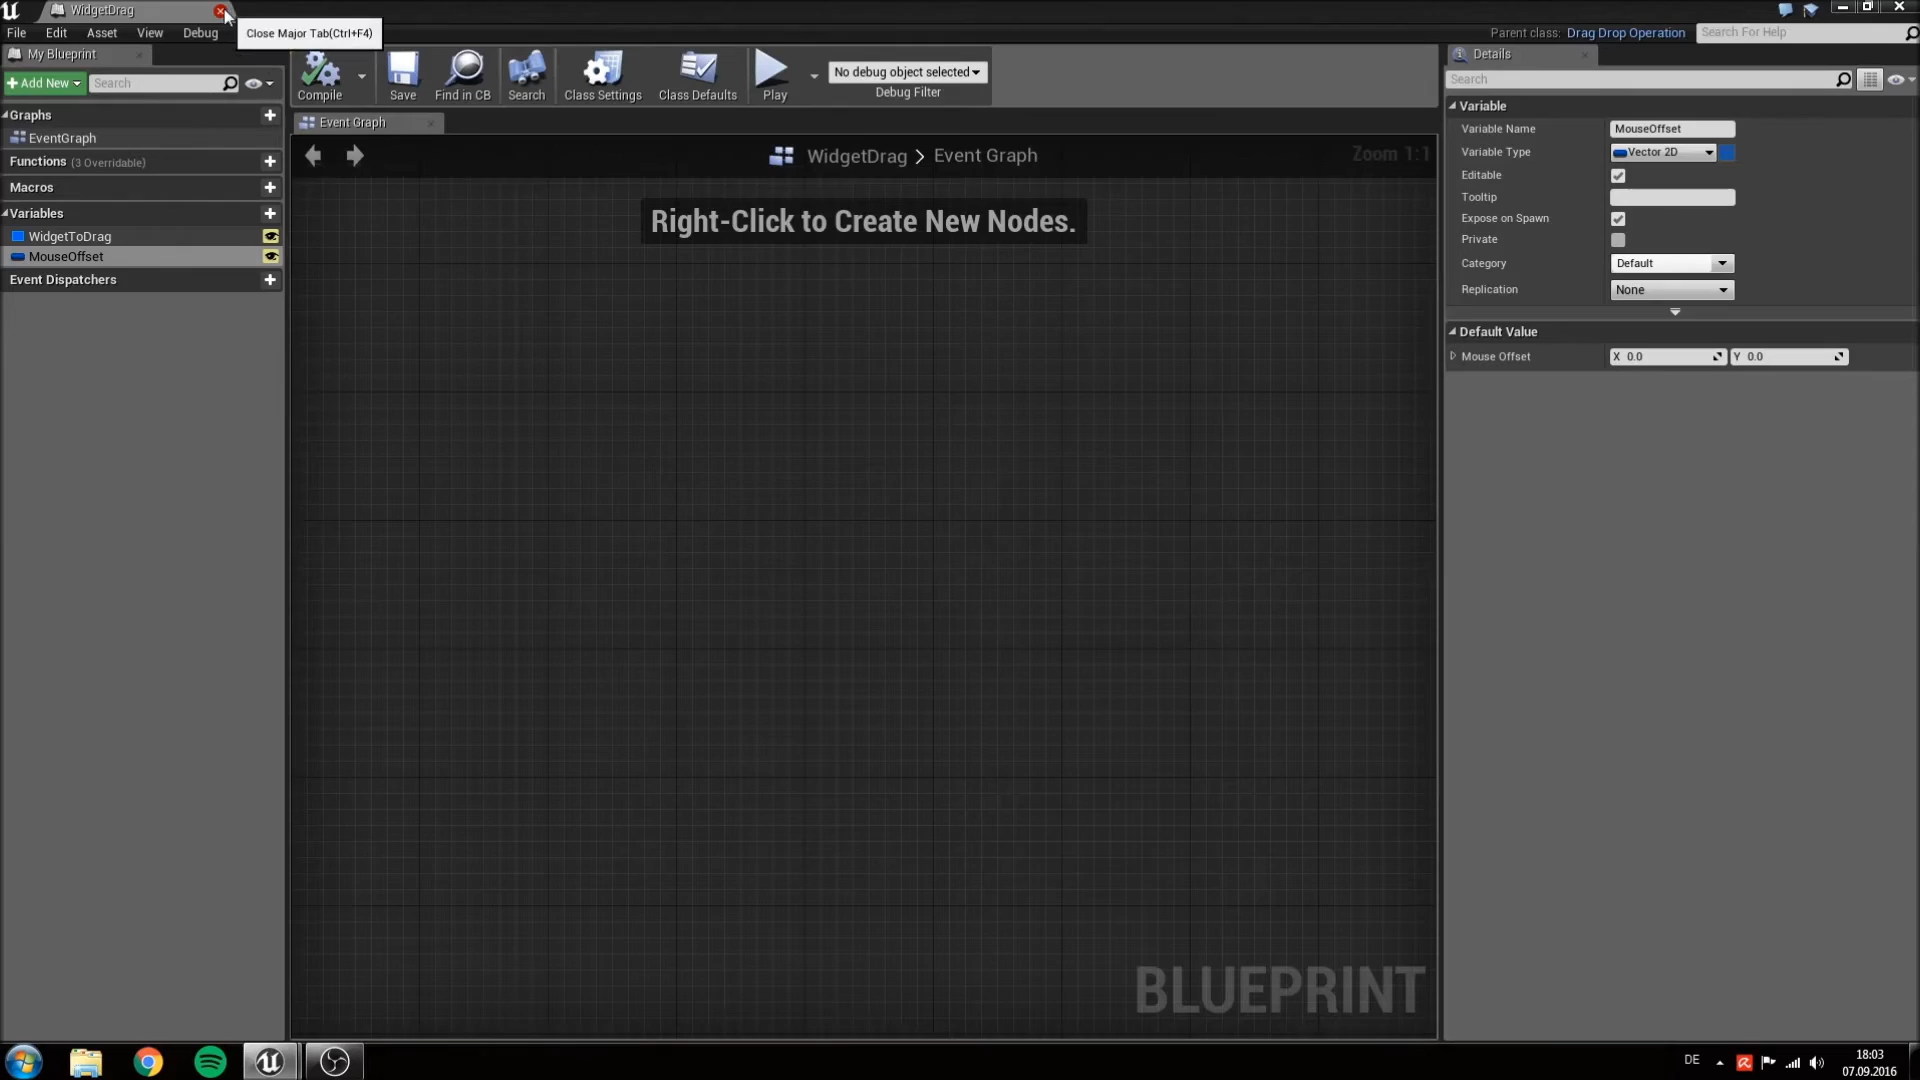 WidgetDrag
File Edit Asset View Debug
Close Major Tab(Ctrl+F4)
Parent class: Drag Drop Operation
Search For Help
My Blueprint
Add New
Search
Graphs
EventGraph
Functions (3 Overridable)
Macros
Variables
WidgetToDrag
MouseOffset
Event Dispatchers
Compile
Save
Find in CB
Search
Class Settings
Class Defaults
Play
No debug object selected
Debug Filter
Event Graph
WidgetDrag > Event Graph
Zoom 1:1
Right-Click to Create New Nodes.
BLUEPRINT
Details
Search
Variable
Variable Name MouseOffset
Variable Type Vector 2D
Editable
Tooltip
Expose on Spawn
Private
Category Default
Replication None
Default Value
Mouse Offset X 0.0 Y 0.0
DE
18:03
07.09.2016